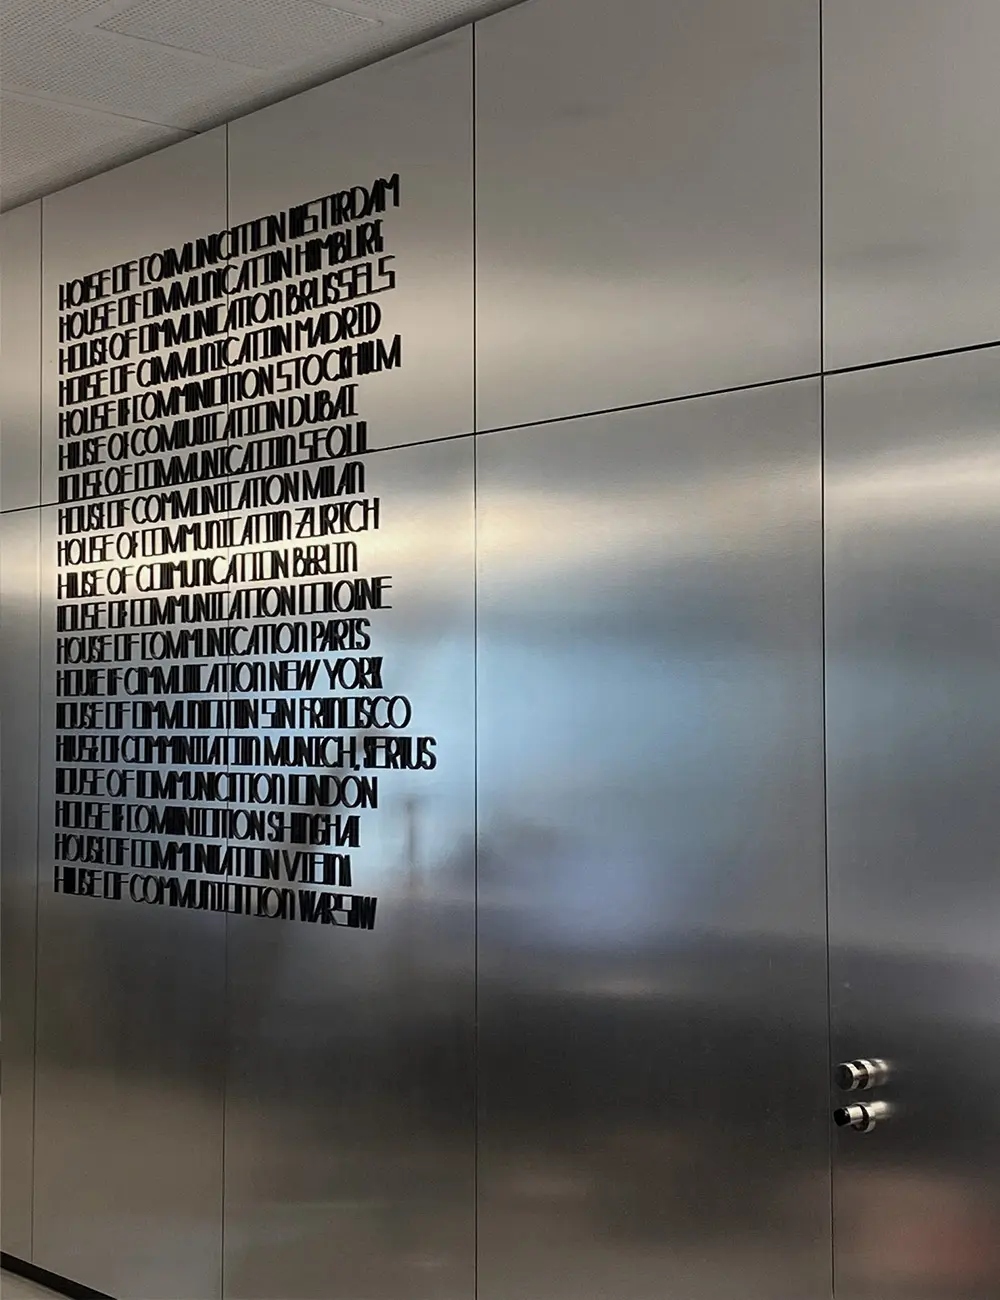 HOUSE OF COMMUNICATION AMSTERDAM
HOUSE OF COMMUNICATION HAMBURG
HOUSE OF COMMUNICATION BRUSSELS
HOUSE OF COMMUNICATION MADRID
HOUSE OF COMMUNICATION STOCKHOLM
HOUSE OF COMMUNICATION DUBAI
HOUSE OF COMMUNICATION SEOUL
HOUSE OF COMMUNICATION MILAN
HOUSE OF COMMUNICATION ZURICH
HOUSE OF COMMUNICATION BERLIN
HOUSE OF COMMUNICATION COLOGNE
HOUSE OF COMMUNICATION PARIS
HOUSE OF COMMUNICATION NEW YORK
HOUSE OF COMMUNICATION SAN FRANCISCO
HOUSE OF COMMUNICATION MUNICH,
HOUSE OF COMMUNICATION LONDON
HOUSE OF COMMUNICATION SHANGHAI
HOUSE OF COMMUNICATION VIENNA
HOUSE OF COMMUNICATION WARSAW